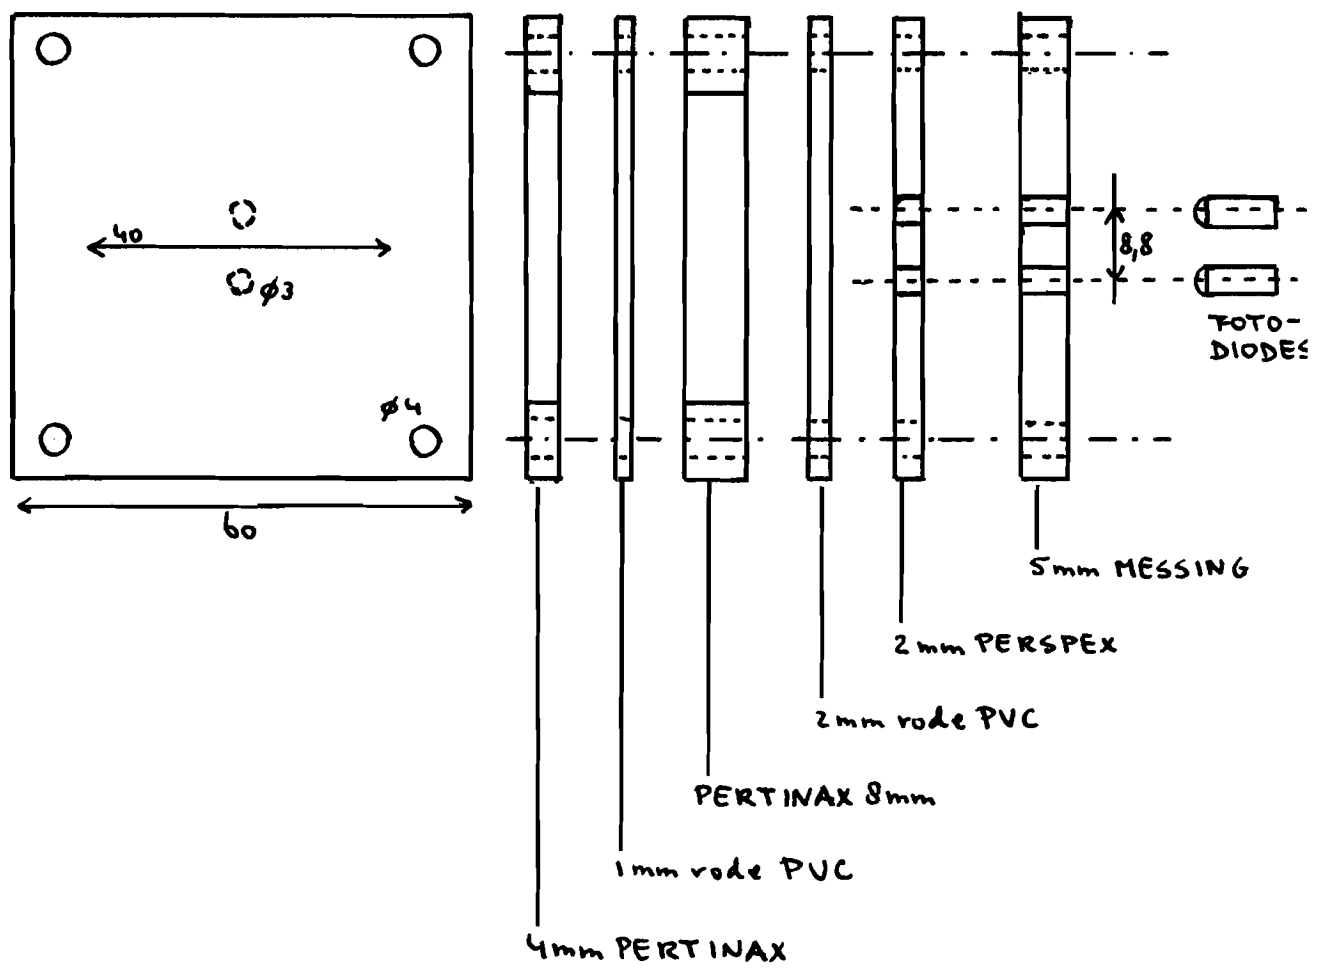 40
ø3
ø4
60
8,8
FOTO-
DIODES
5mm MESSING
2mm PERSPEX
2mm rode PVC
PERTINAX 8mm
1mm rode PVC
4mm PERTINAX